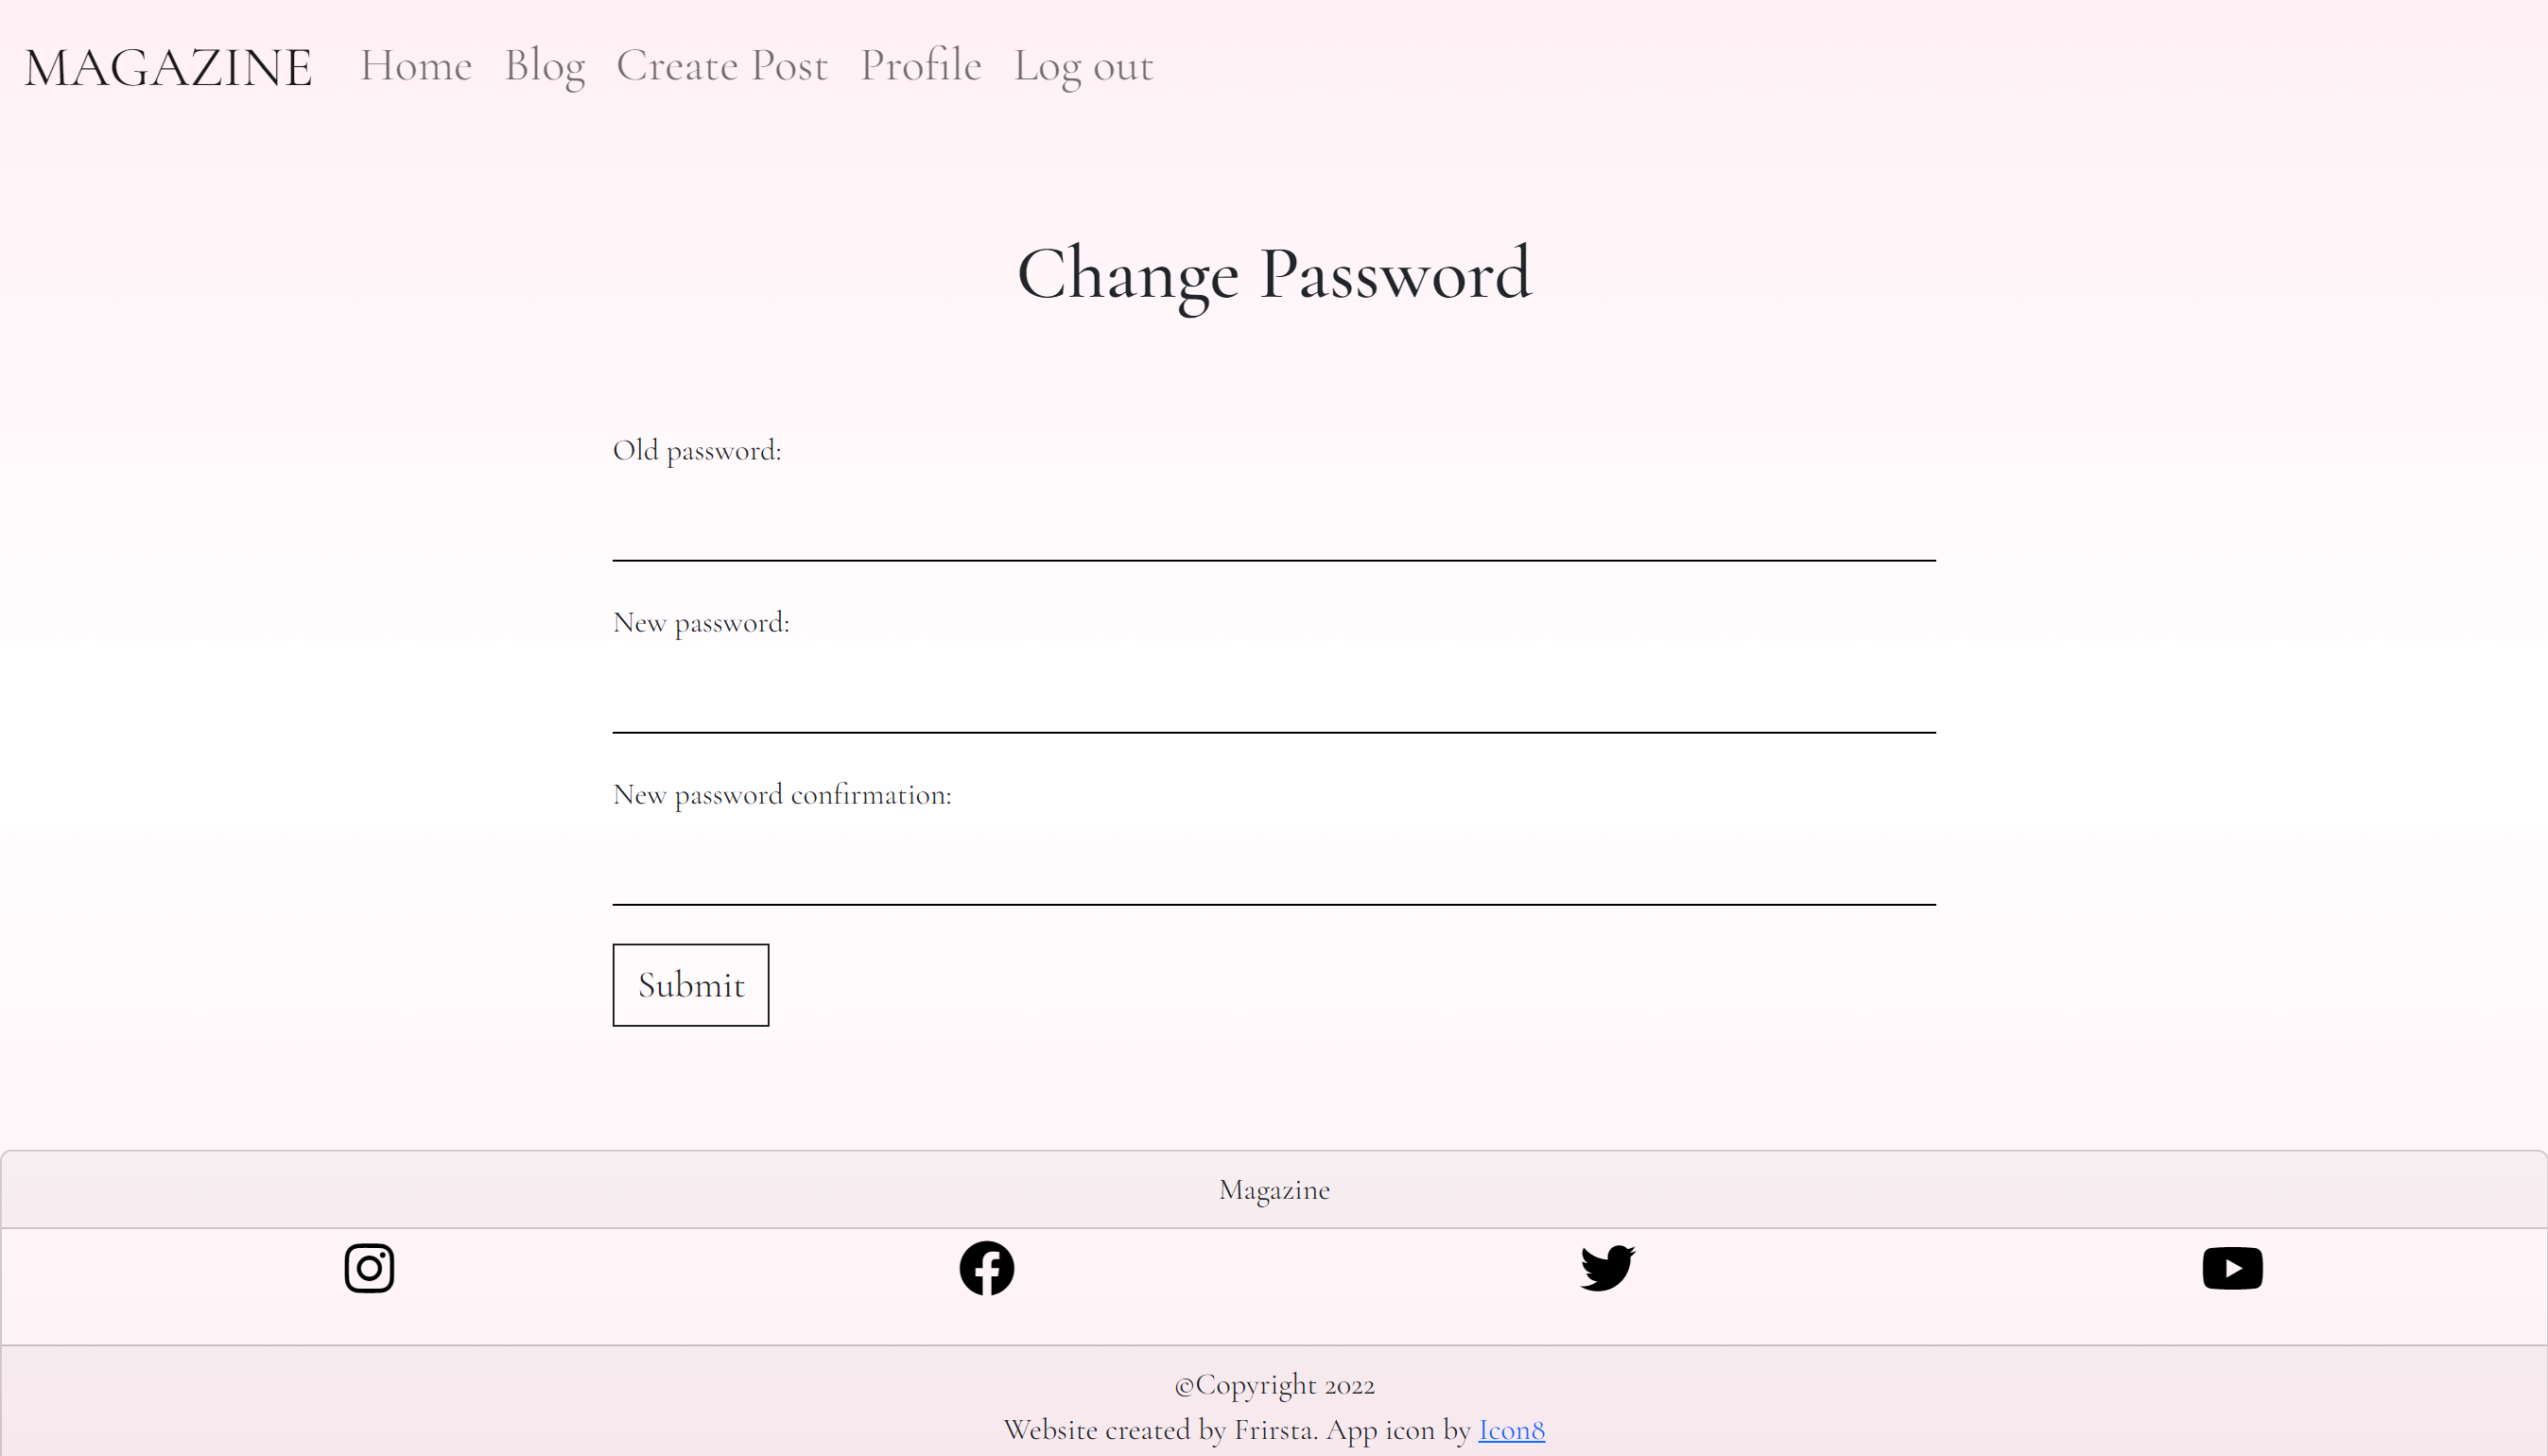 MAGAZINE Home Blog Create Post Profile Log out
Change Password
Old password:
New password:
New password confirmation:
Submit
Magazine
©Copyright 2022
Website created by Frirsta. App icon by Icon8